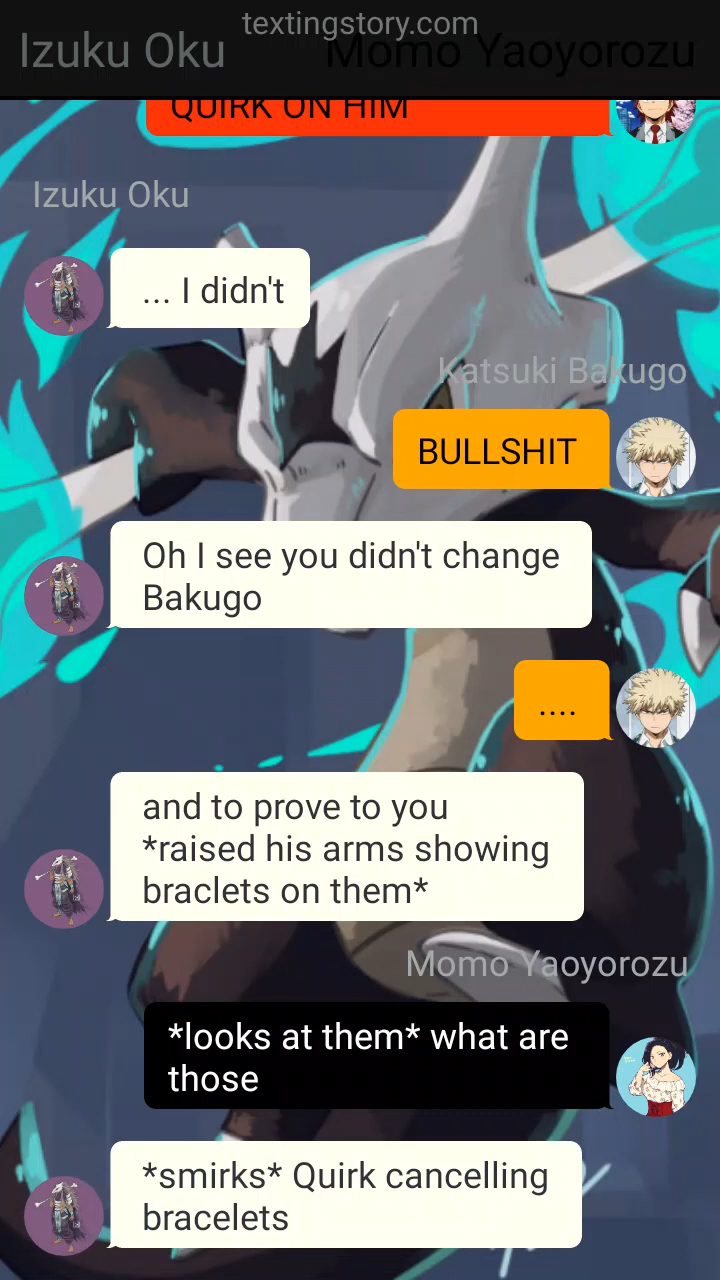 textingstory.com
Izuku Oku
Momo Yaoyorozu
QUIRK ON HIM
Izuku Oku
... I didn't
Katsuki Bakugo
BULLSHIT
Oh I see you didn't change
Bakugo
....
and to prove to you
*raised his arms showing
braclets on them*
Momo Yaoyorozu
*looks at them* what are
those
*smirks* Quirk cancelling
bracelets